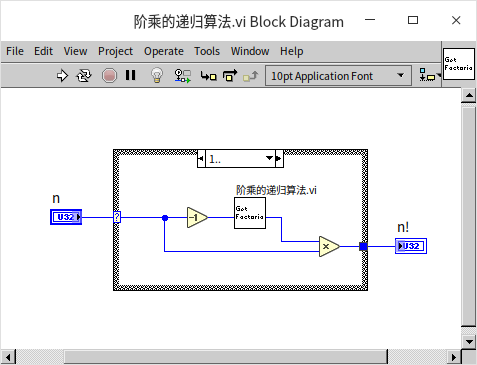 阶乘的递归算法.vi Block Diagram
File Edit View Project Operate Tools Window Help
10pt Application Font
Get
Factoria
1..
阶乘的递归算法.vi
n
U32
?
-1
Get
Factoria
×
n!
U32